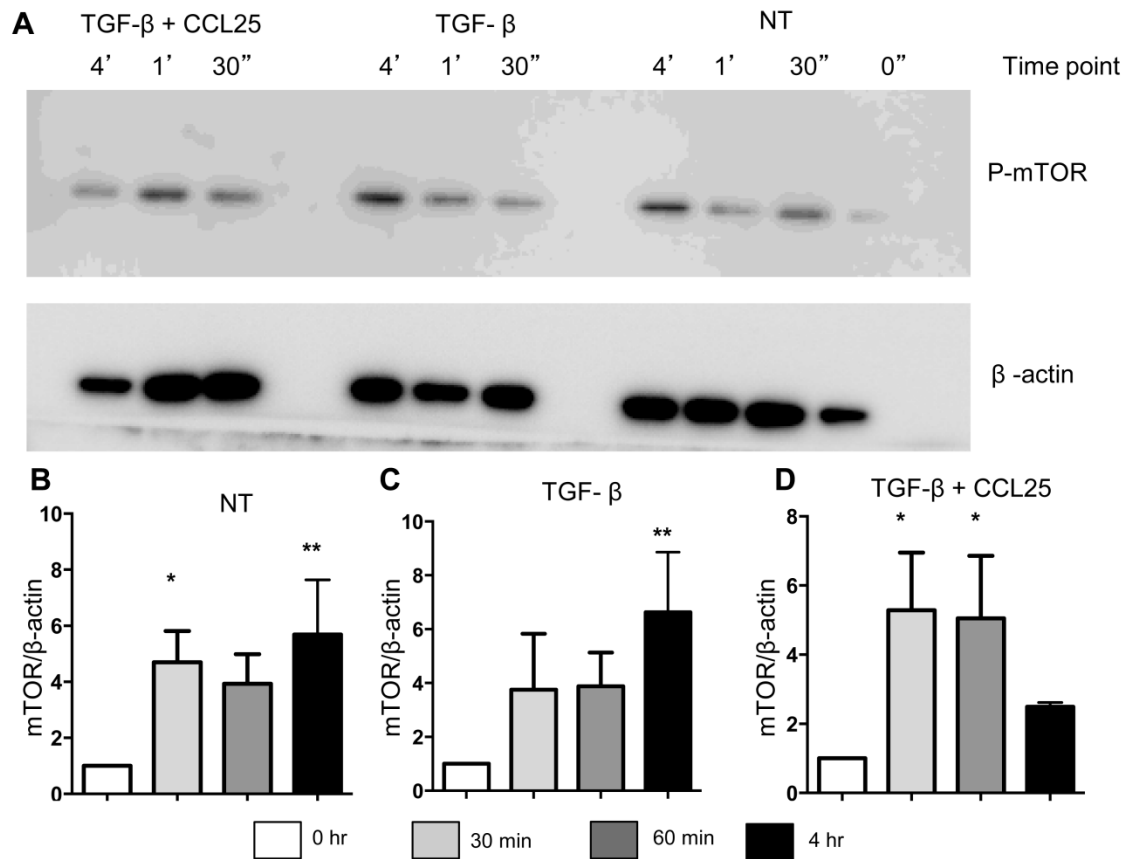 A
TGF-β + CCL25 TGF- β NT
4’ 1’ 30” 4’ 1’ 30” 4’ 1’ 30” 0” Time point
P-mTOR
β -actin
B NT
mTOR/β-actin
10
8
6
4
2
0
* **
C TGF- β
mTOR/β-actin
10
8
6
4
2
0
**
D TGF-β + CCL25
mTOR/β-actin
8
6
4
2
0
* *
0 hr 30 min 60 min 4 hr